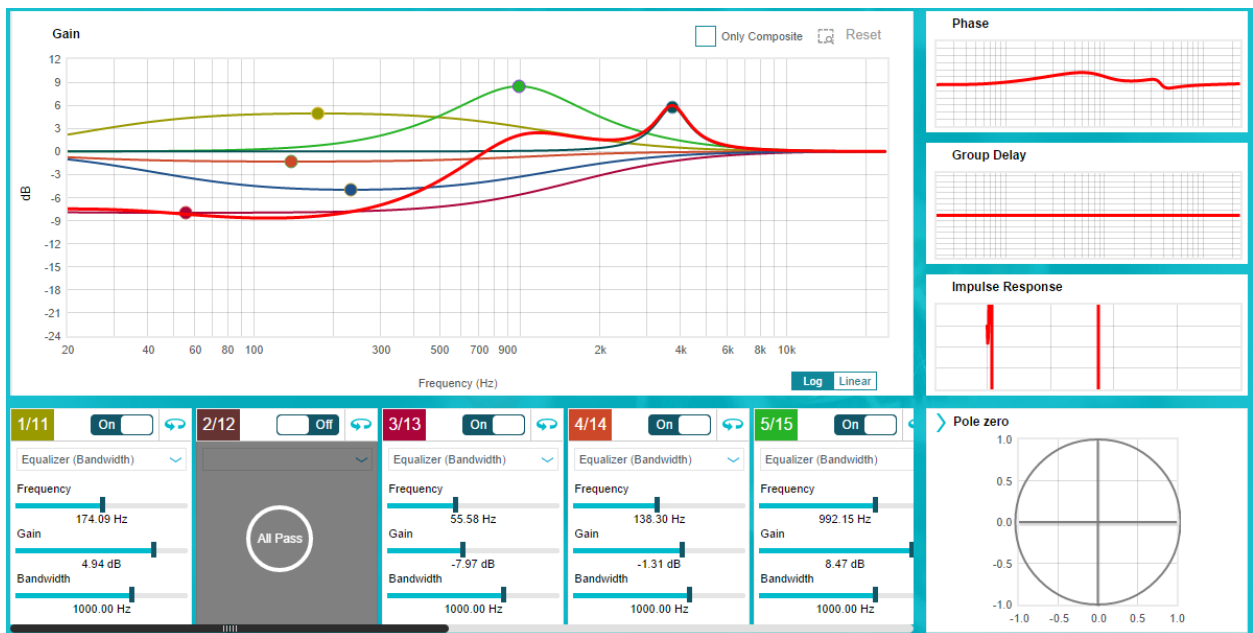 Gain
Only Composite
Reset
12
9
6
3
0
-3
-6
-9
-12
-15
-18
-21
-24
dB
20 40 60 80 100 300 500 700 900 2k 4k 6k 8k 10k
Frequency (Hz)
Log Linear
Phase
Group Delay
Impulse Response
1/11 On
Equalizer (Bandwidth)
Frequency
174.09 Hz
Gain
4.94 dB
Bandwidth
1000.00 Hz
2/12 Off
All Pass
3/13 On
Equalizer (Bandwidth)
Frequency
55.58 Hz
Gain
-7.97 dB
Bandwidth
1000.00 Hz
4/14 On
Equalizer (Bandwidth)
Frequency
138.30 Hz
Gain
-1.31 dB
Bandwidth
1000.00 Hz
5/15 On
Equalizer (Bandwidth)
Frequency
992.15 Hz
Gain
8.47 dB
Bandwidth
1000.00 Hz
Pole zero
1.0
0.5
0.0
-0.5
-1.0
-1.0 -0.5 0.0 0.5 1.0